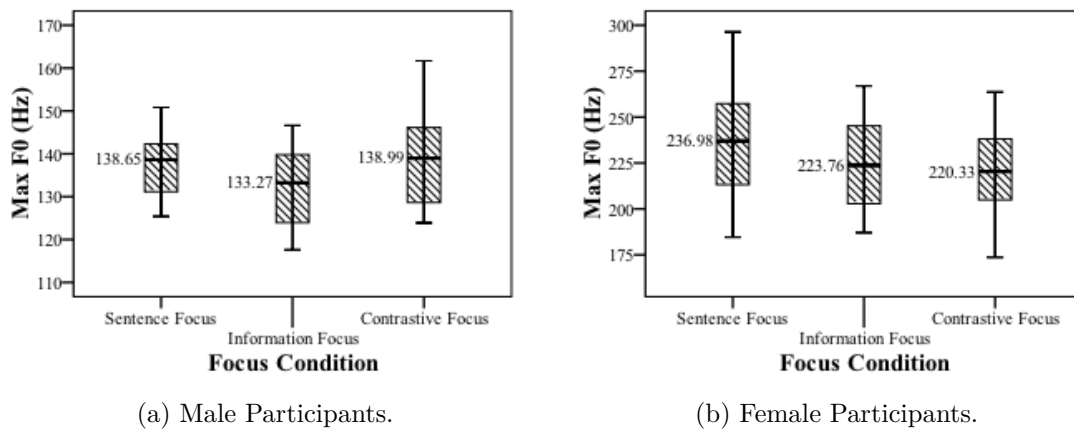 Max F0 (Hz)
170
160
150
140
130
120
110
138.65
133.27
138.99
Sentence Focus
Information Focus
Contrastive Focus
Focus Condition
(a) Male Participants.
Max F0 (Hz)
300
275
250
225
200
175
236.98
223.76
220.33
Sentence Focus
Information Focus
Contrastive Focus
Focus Condition
(b) Female Participants.